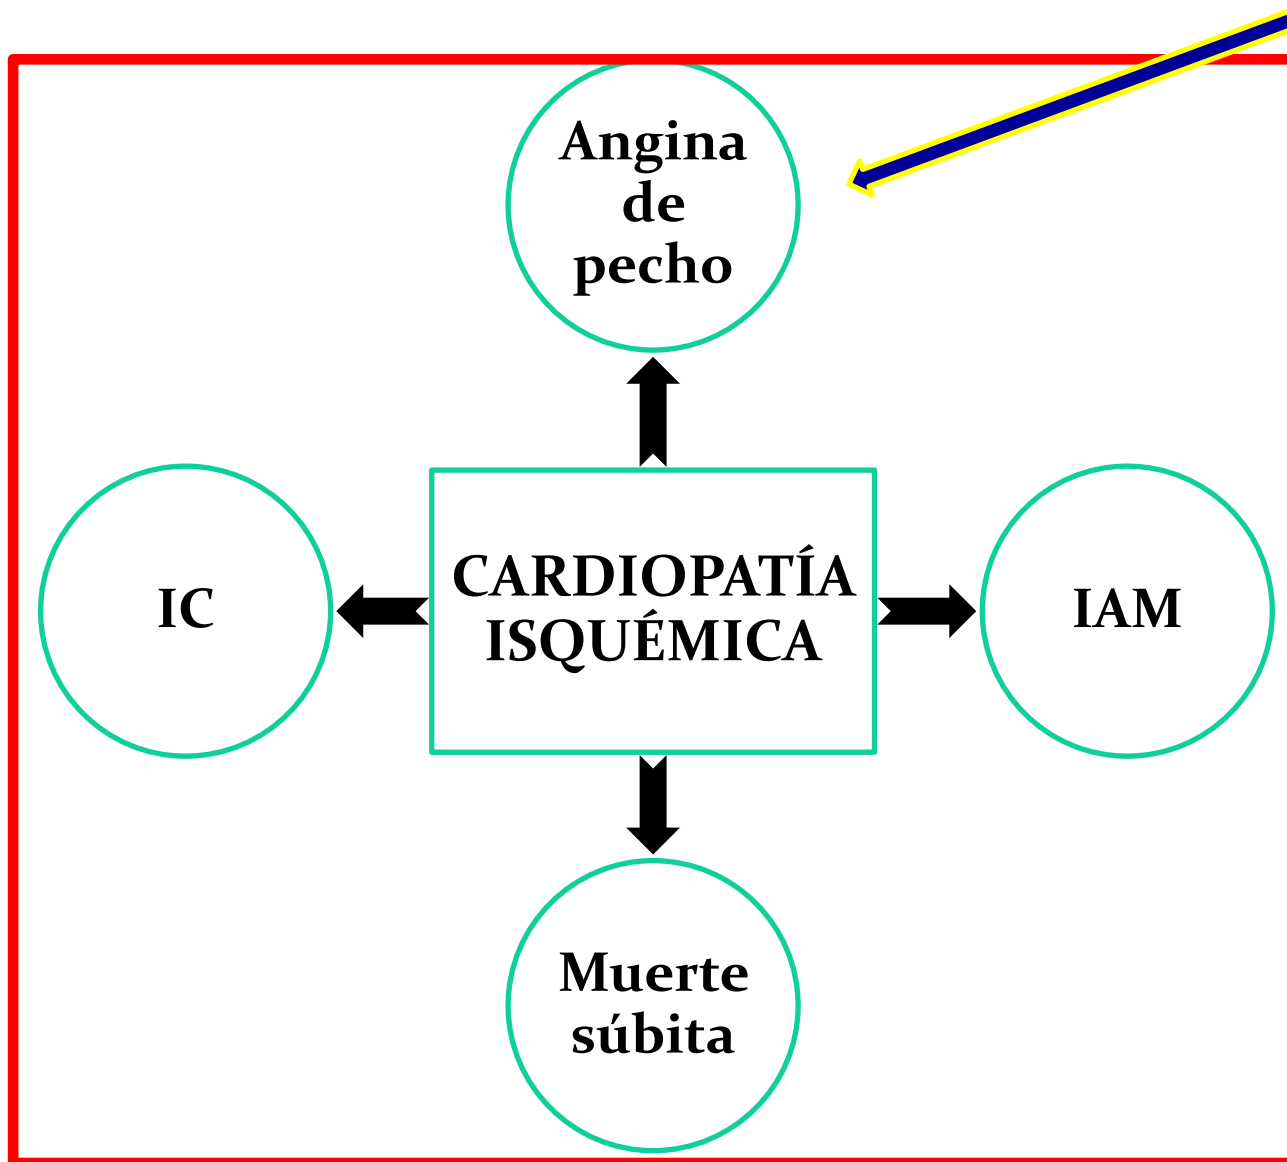 Angina
de
pecho
IC
CARDIOPATÍA
ISQUÉMICA
IAM
Muerte
súbita